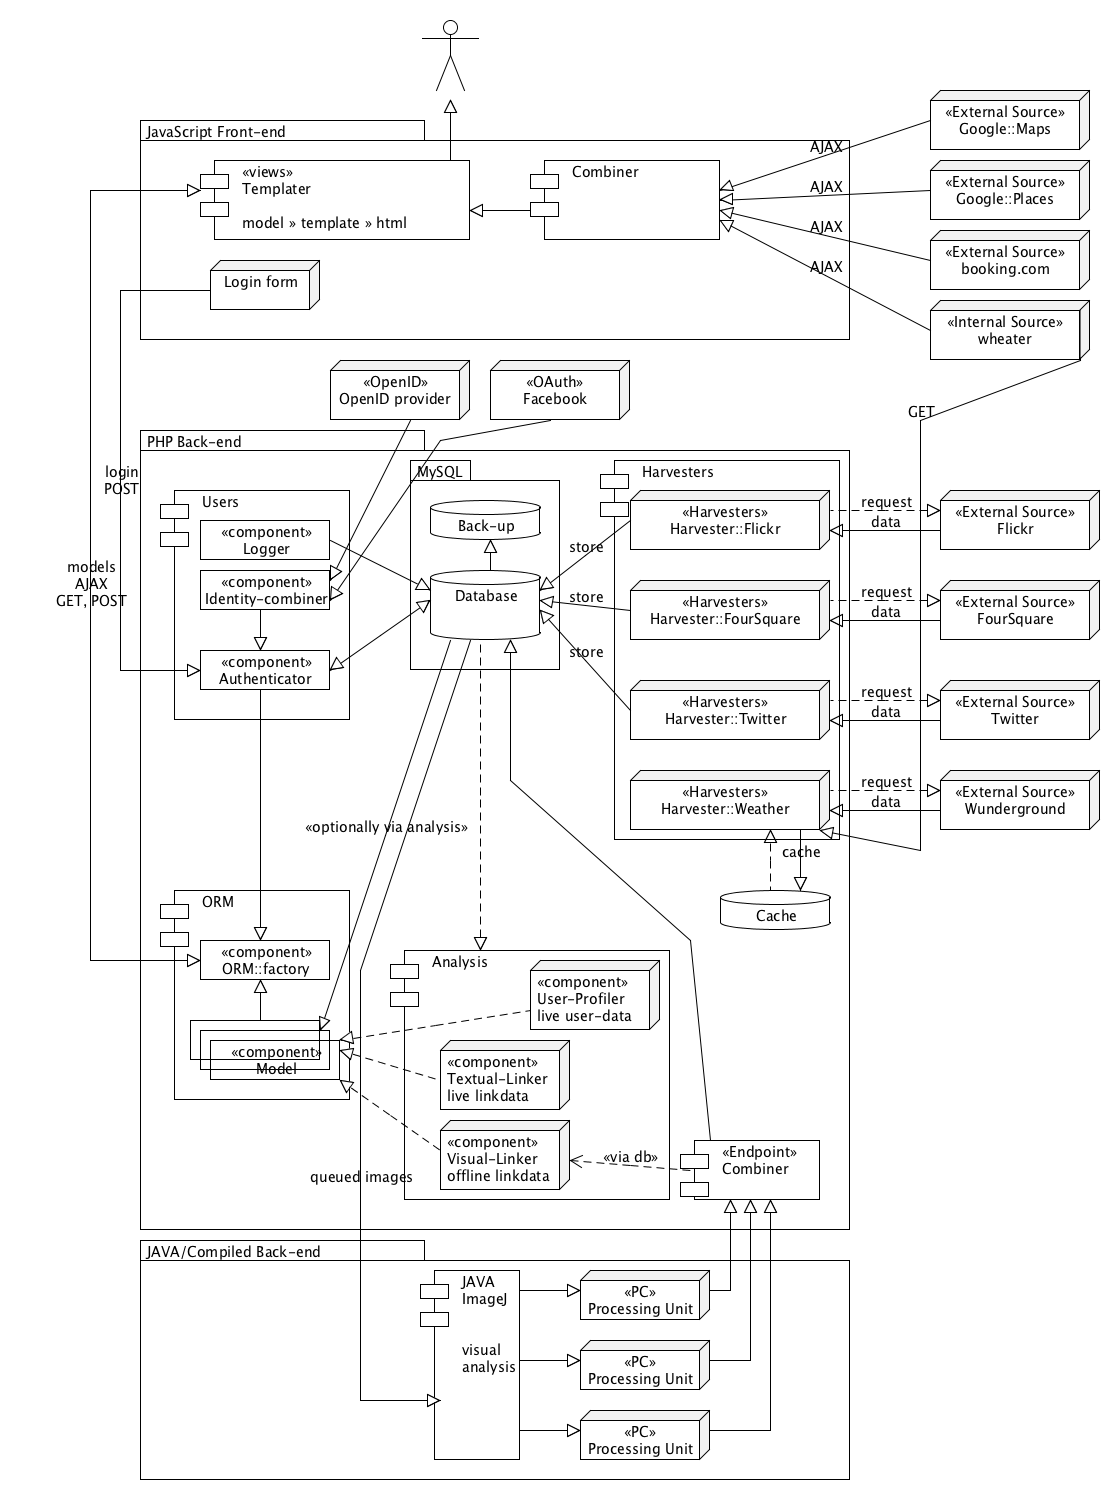 JavaScript Front-end
«views»
Templater
model » template » html
Combiner
AJAX
AJAX
AJAX
AJAX
«External Source»
Google::Maps
«External Source»
Google::Places
«External Source»
booking.com
«Internal Source»
wheater
Login form
«OpenID»
OpenID provider
«OAuth»
Facebook
GET
PHP Back-end
login
POST
models
AJAX
GET, POST
Users
«component»
Logger
«component»
Identity-combiner
«component»
Authenticator
MySQL
Back-up
Database
store
store
store
Harvesters
«Harvesters»
Harvester::Flickr
«Harvesters»
Harvester::FourSquare
«Harvesters»
Harvester::Twitter
«Harvesters»
Harvester::Weather
request
data
request
data
request
data
request
data
«External Source»
Flickr
«External Source»
FourSquare
«External Source»
Twitter
«External Source»
Wunderground
cache
Cache
«optionally via analysis»
ORM
«component»
ORM::factory
«component»
Model
Analysis
«component»
User-Profiler
live user-data
«component»
Textual-Linker
live linkdata
«component»
Visual-Linker
offline linkdata
«via db»
«Endpoint»
Combiner
queued images
JAVA/Compiled Back-end
JAVA
ImageJ
visual
analysis
«PC»
Processing Unit
«PC»
Processing Unit
«PC»
Processing Unit